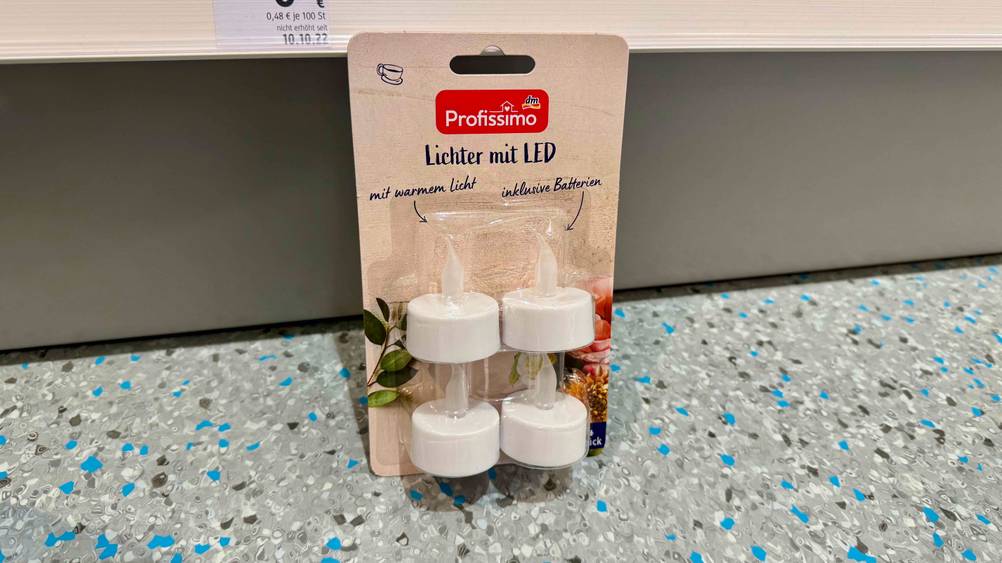 €
0,48 € je 100 St
nicht erhöht seit
10.10.22
dm
Profissimo
Lichter mit LED
mit warmem Licht
inklusive Batterien